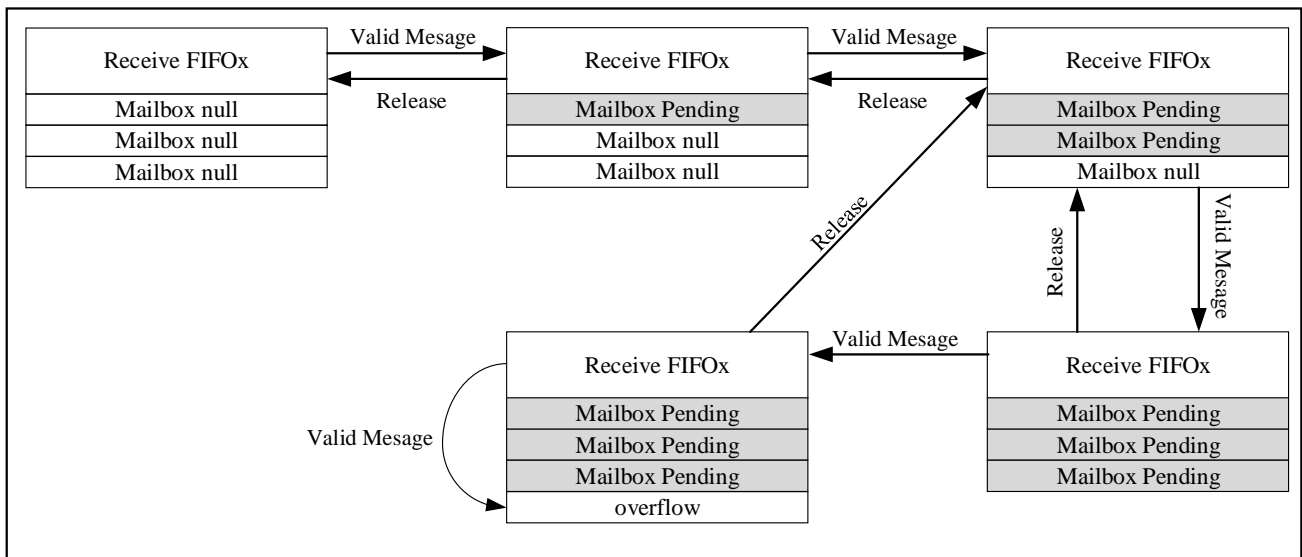 Receive FIFOx
Mailbox null
Mailbox null
Mailbox null
Valid Mesage
Release
Receive FIFOx
Mailbox Pending
Mailbox null
Mailbox null
Valid Mesage
Release
Receive FIFOx
Mailbox Pending
Mailbox Pending
Mailbox null
Release
Release
Valid Mesage
Valid Mesage
Receive FIFOx
Mailbox Pending
Mailbox Pending
Mailbox Pending
overflow
Valid Mesage
Receive FIFOx
Mailbox Pending
Mailbox Pending
Mailbox Pending